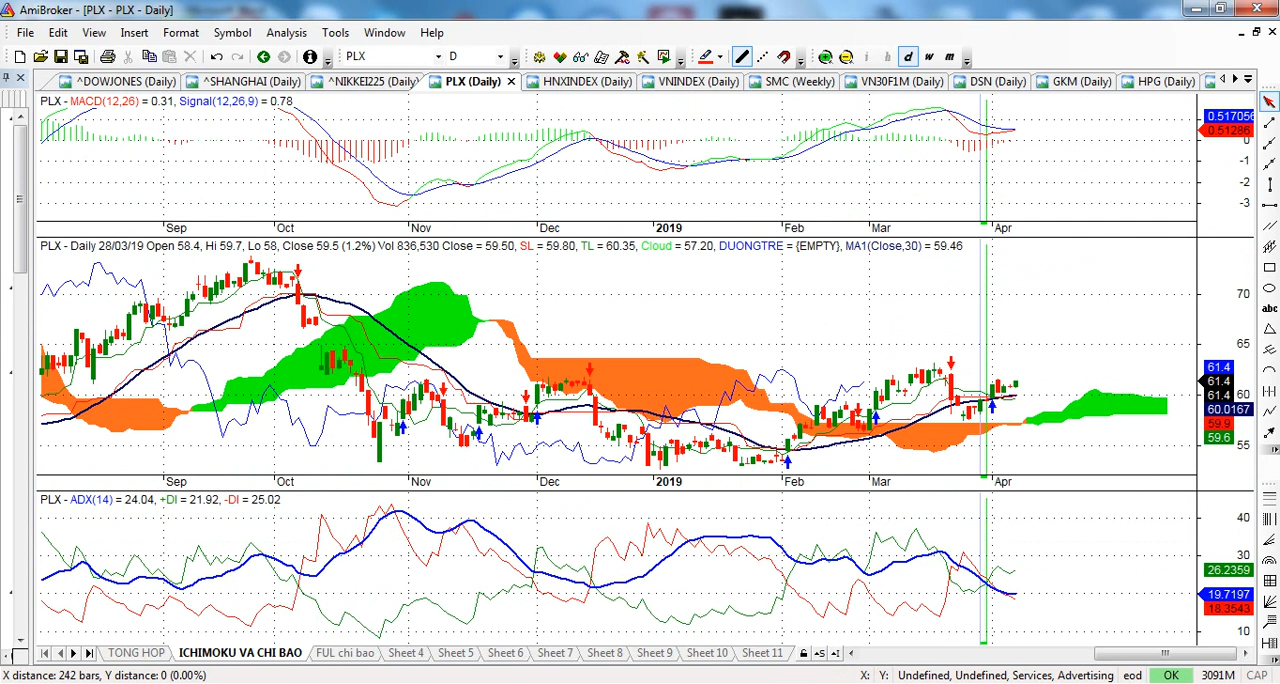 AmiBroker - [PLX - PLX - Daily]
File Edit View Insert Format Symbol Analysis Tools Window Help
PLX D d w m
^DOWJONES (Daily) ^SHANGHAI (Daily) ^NIKKEI225 (Daily) PLX (Daily) HNXINDEX (Daily) VNINDEX (Daily) SMC (Weekly) VN30F1M (Daily) DSN (Daily) GKM (Daily) HPG (Daily)
PLX - MACD(12,26) = 0.31, Signal(12,26,9) = 0.78
0.517056
0.51286
0
-1
-2
-3
Sep Oct Nov Dec 2019 Feb Mar Apr
PLX - Daily 28/03/19 Open 58.4, Hi 59.7, Lo 58, Close 59.5 (1.2%) Vol 836,530 Close = 59.50, SL = 59.80, TL = 60.35, Cloud = 57.20, DUONGTRE = {EMPTY}, MA1(Close,30) = 59.46
70
65
61.4
61.4
60 61.4
60.0167
59.9
59.6
55
Sep Oct Nov Dec 2019 Feb Mar Apr
PLX - ADX(14) = 24.04, +DI = 21.92, -DI = 25.02
40
30
26.2359
19.7197
18.3543
10
abc
TONG HOP ICHIMOKU VA CHI BAO FUL chi bao Sheet 4 Sheet 5 Sheet 6 Sheet 7 Sheet 8 Sheet 9 Sheet 10 Sheet 11
X distance: 242 bars, Y distance: 0 (0.00%) X: Y: Undefined, Undefined, Services, Advertising eod OK 3091M CAP